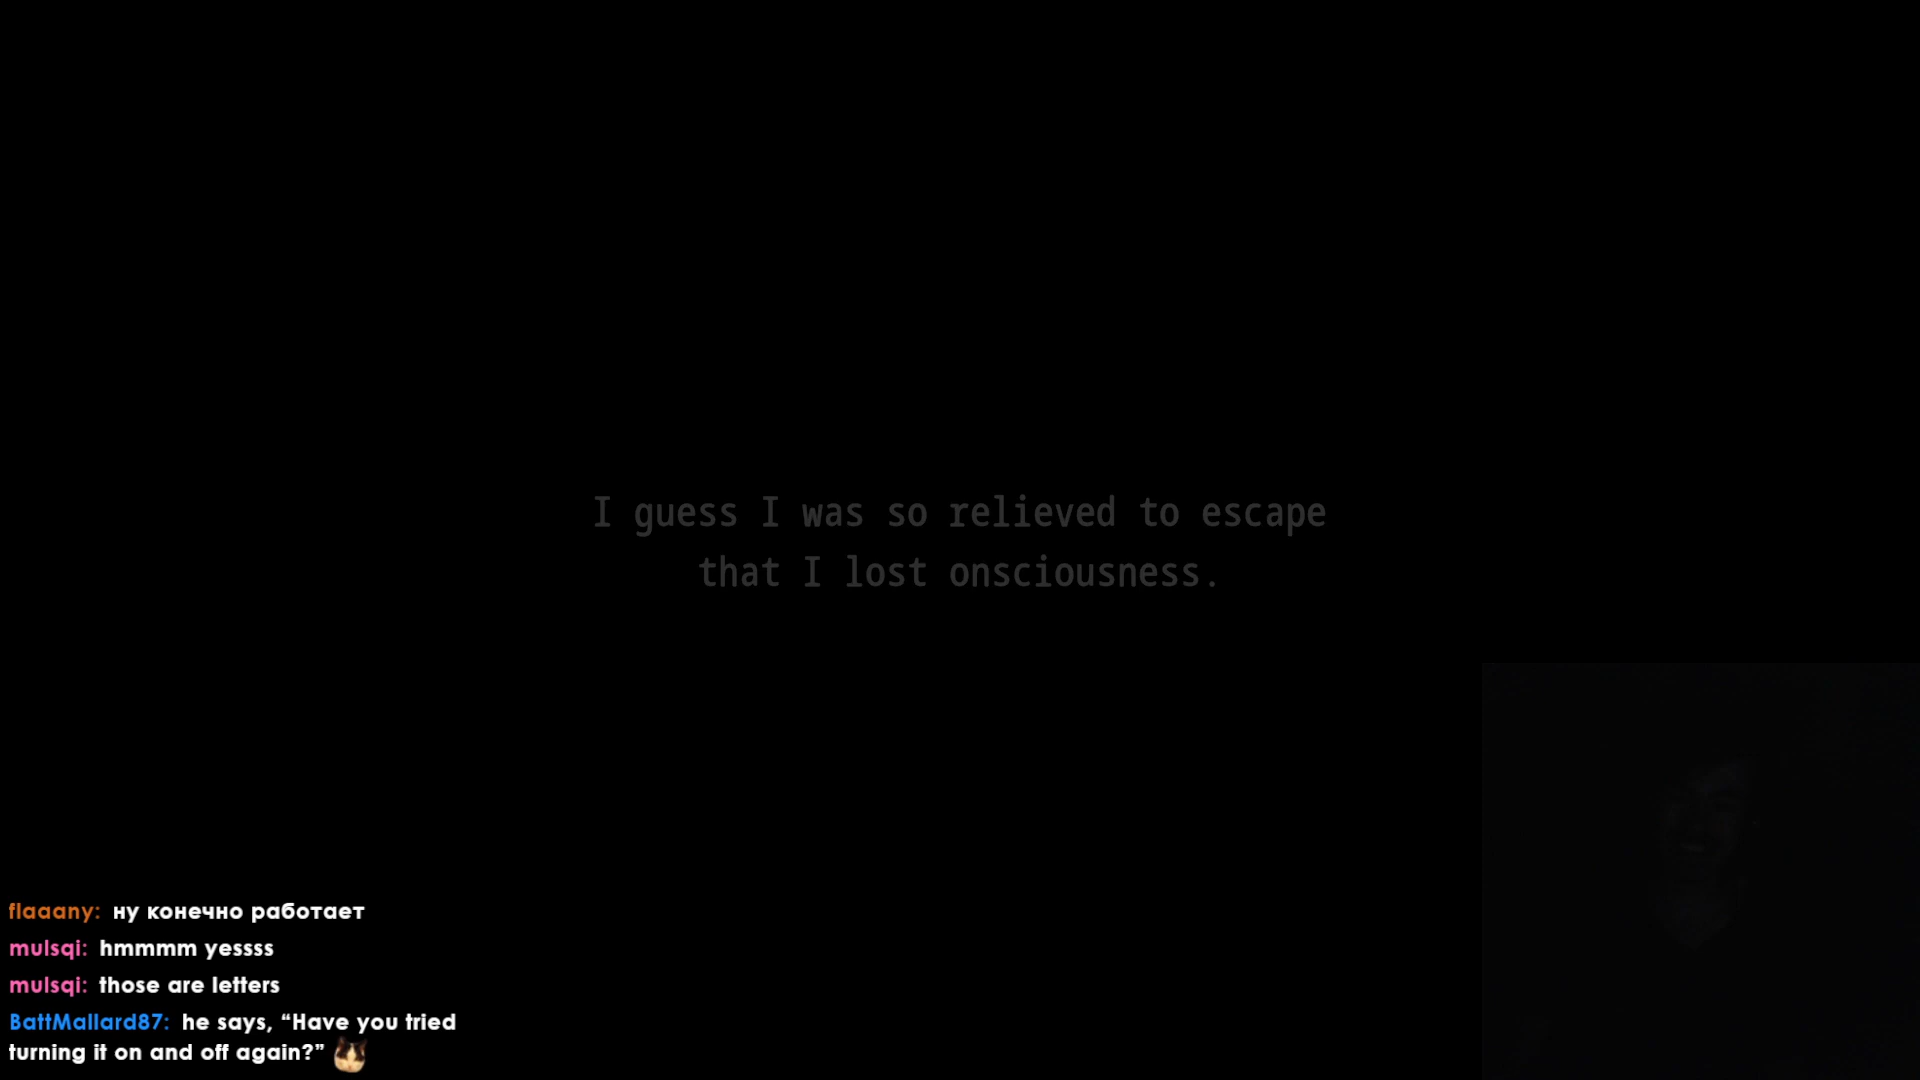 I guess I was so relieved to escape
that I lost onsciousness.
flaaany: ну конечно работает
mulsqi: hmmmm yessss
mulsqi: those are letters
BattMallard87: he says, “Have you tried
turning it on and off again?”